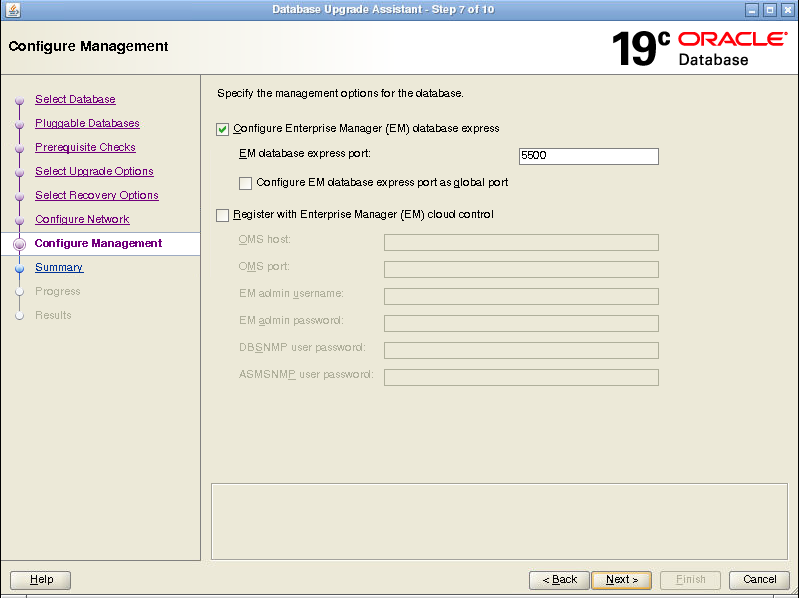 Database Upgrade Assistant - Step 7 of 10
Configure Management
19c ORACLE
Database
Select Database
Pluggable Databases
Prerequisite Checks
Select Upgrade Options
Select Recovery Options
Configure Network
Configure Management
Summary
Progress
Results
Specify the management options for the database.
Configure Enterprise Manager (EM) database express
EM database express port: 5500
Configure EM database express port as global port
Register with Enterprise Manager (EM) cloud control
OMS host:
OMS port:
EM admin username:
EM admin password:
DBSNMP user password:
ASMSNMP user password:
Help < Back Next > Finish Cancel